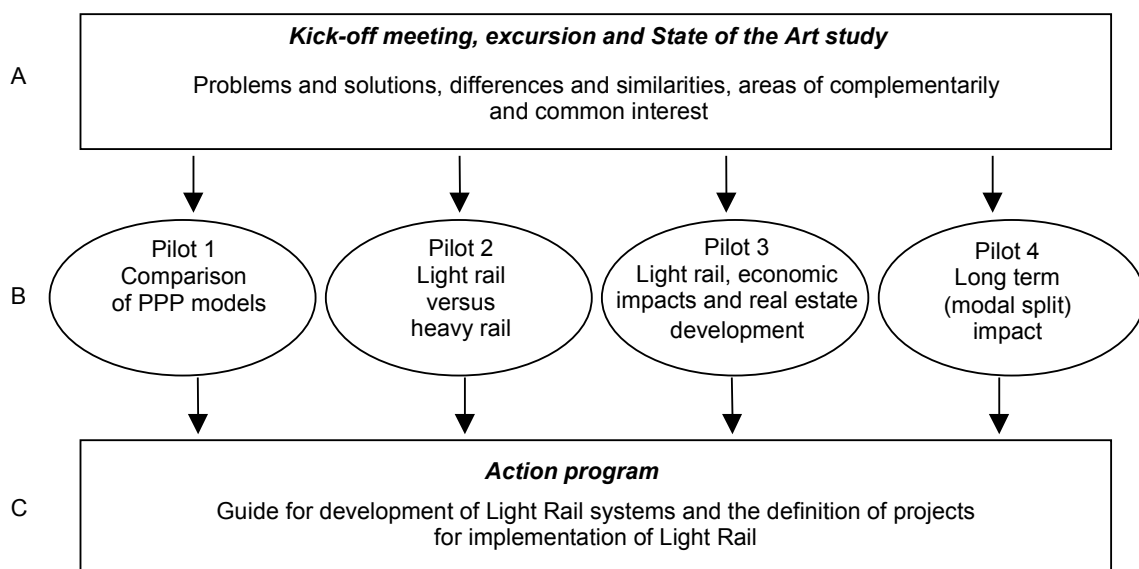 Kick-off meeting, excursion and State of the Art study
A
Problems and solutions, differences and similarities, areas of complementarily
and common interest
B
Pilot 1
Comparison
of PPP models
Pilot 2
Light rail
versus
heavy rail
Pilot 3
Light rail, economic
impacts and real estate
development
Pilot 4
Long term
(modal split)
impact
Action program
C
Guide for development of Light Rail systems and the definition of projects
for implementation of Light Rail